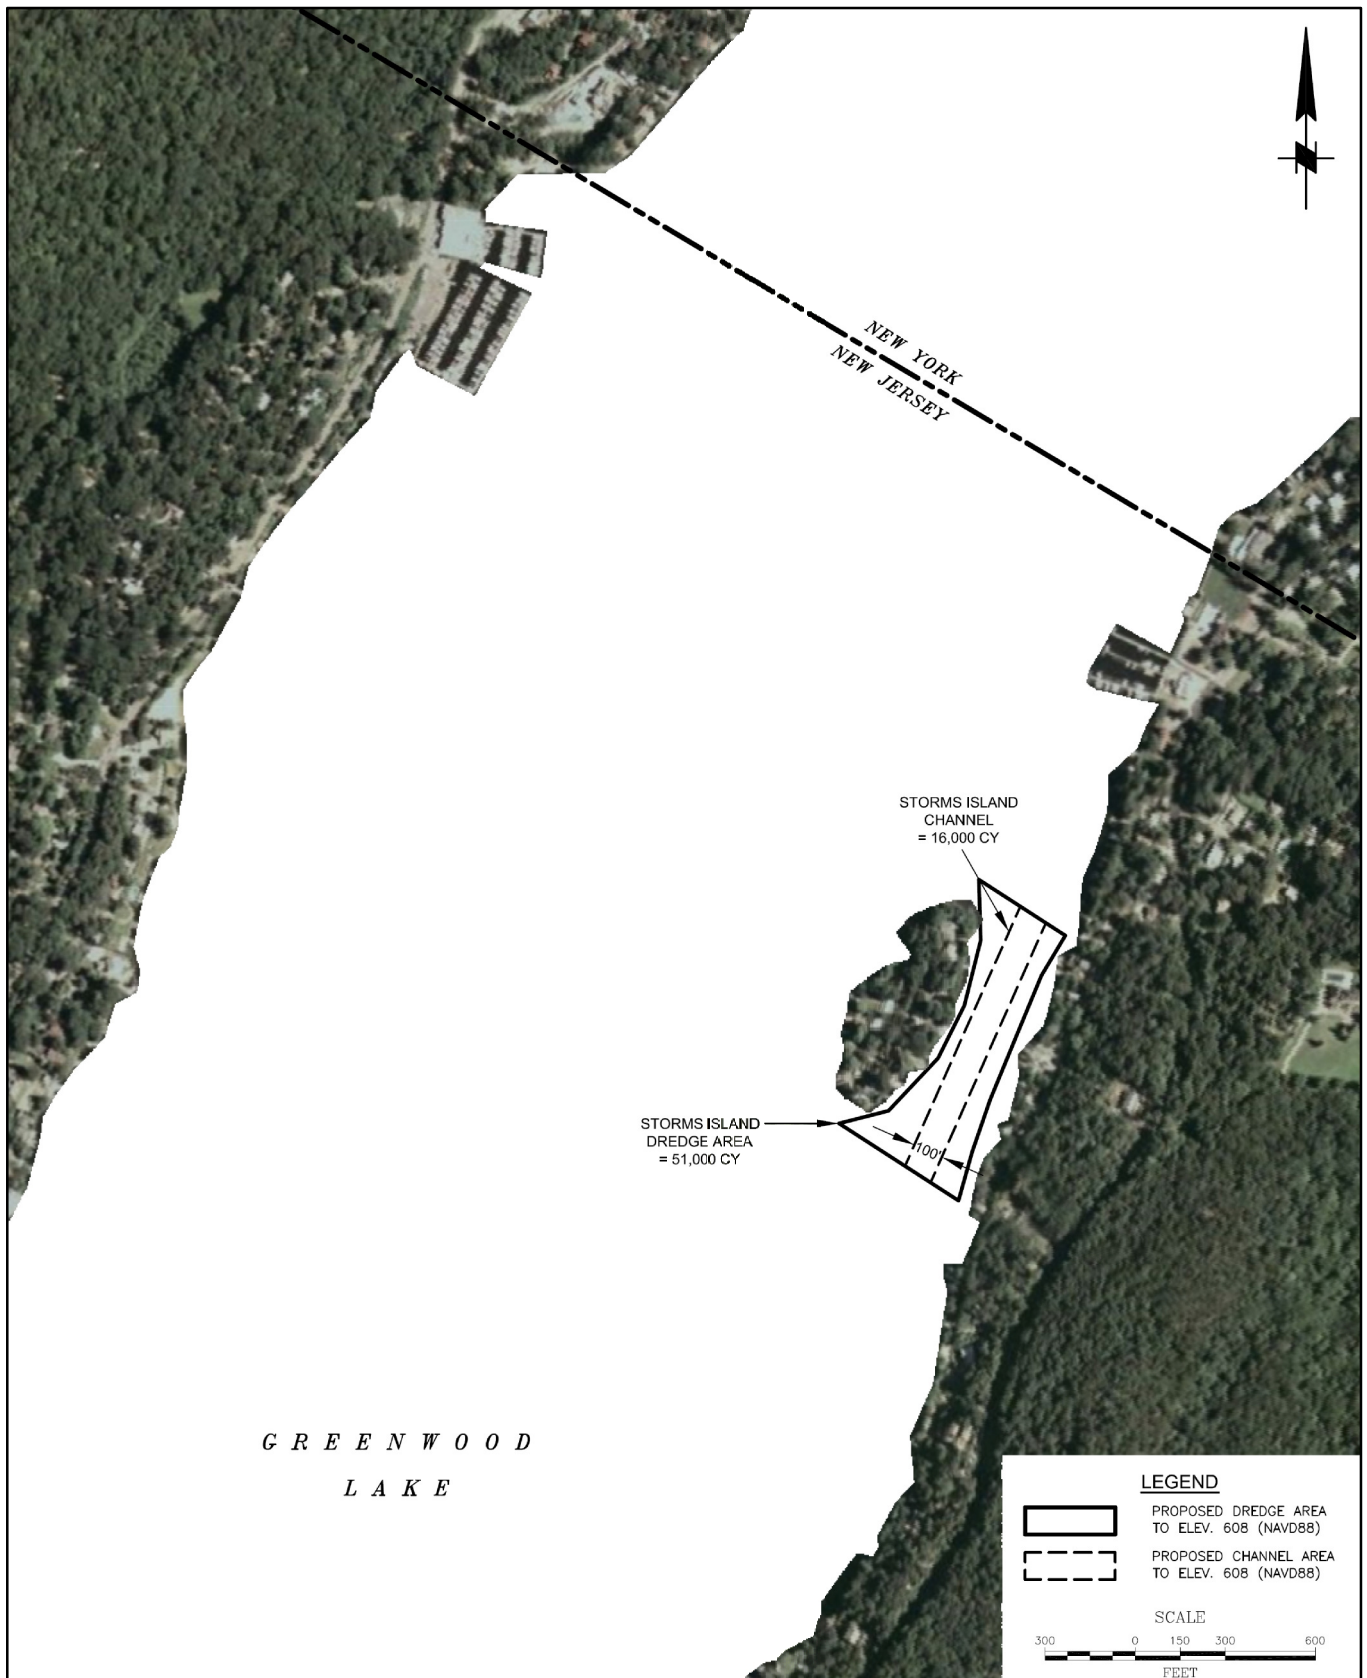 NEW YORK
NEW JERSEY
STORMS ISLAND
CHANNEL
= 16,000 CY
STORMS ISLAND
DREDGE AREA
= 51,000 CY
100'
GREENWOOD
LAKE
LEGEND
PROPOSED DREDGE AREA
TO ELEV. 608 (NAVD88)
PROPOSED CHANNEL AREA
TO ELEV. 608 (NAVD88)
SCALE
300 0 150 300 600
FEET